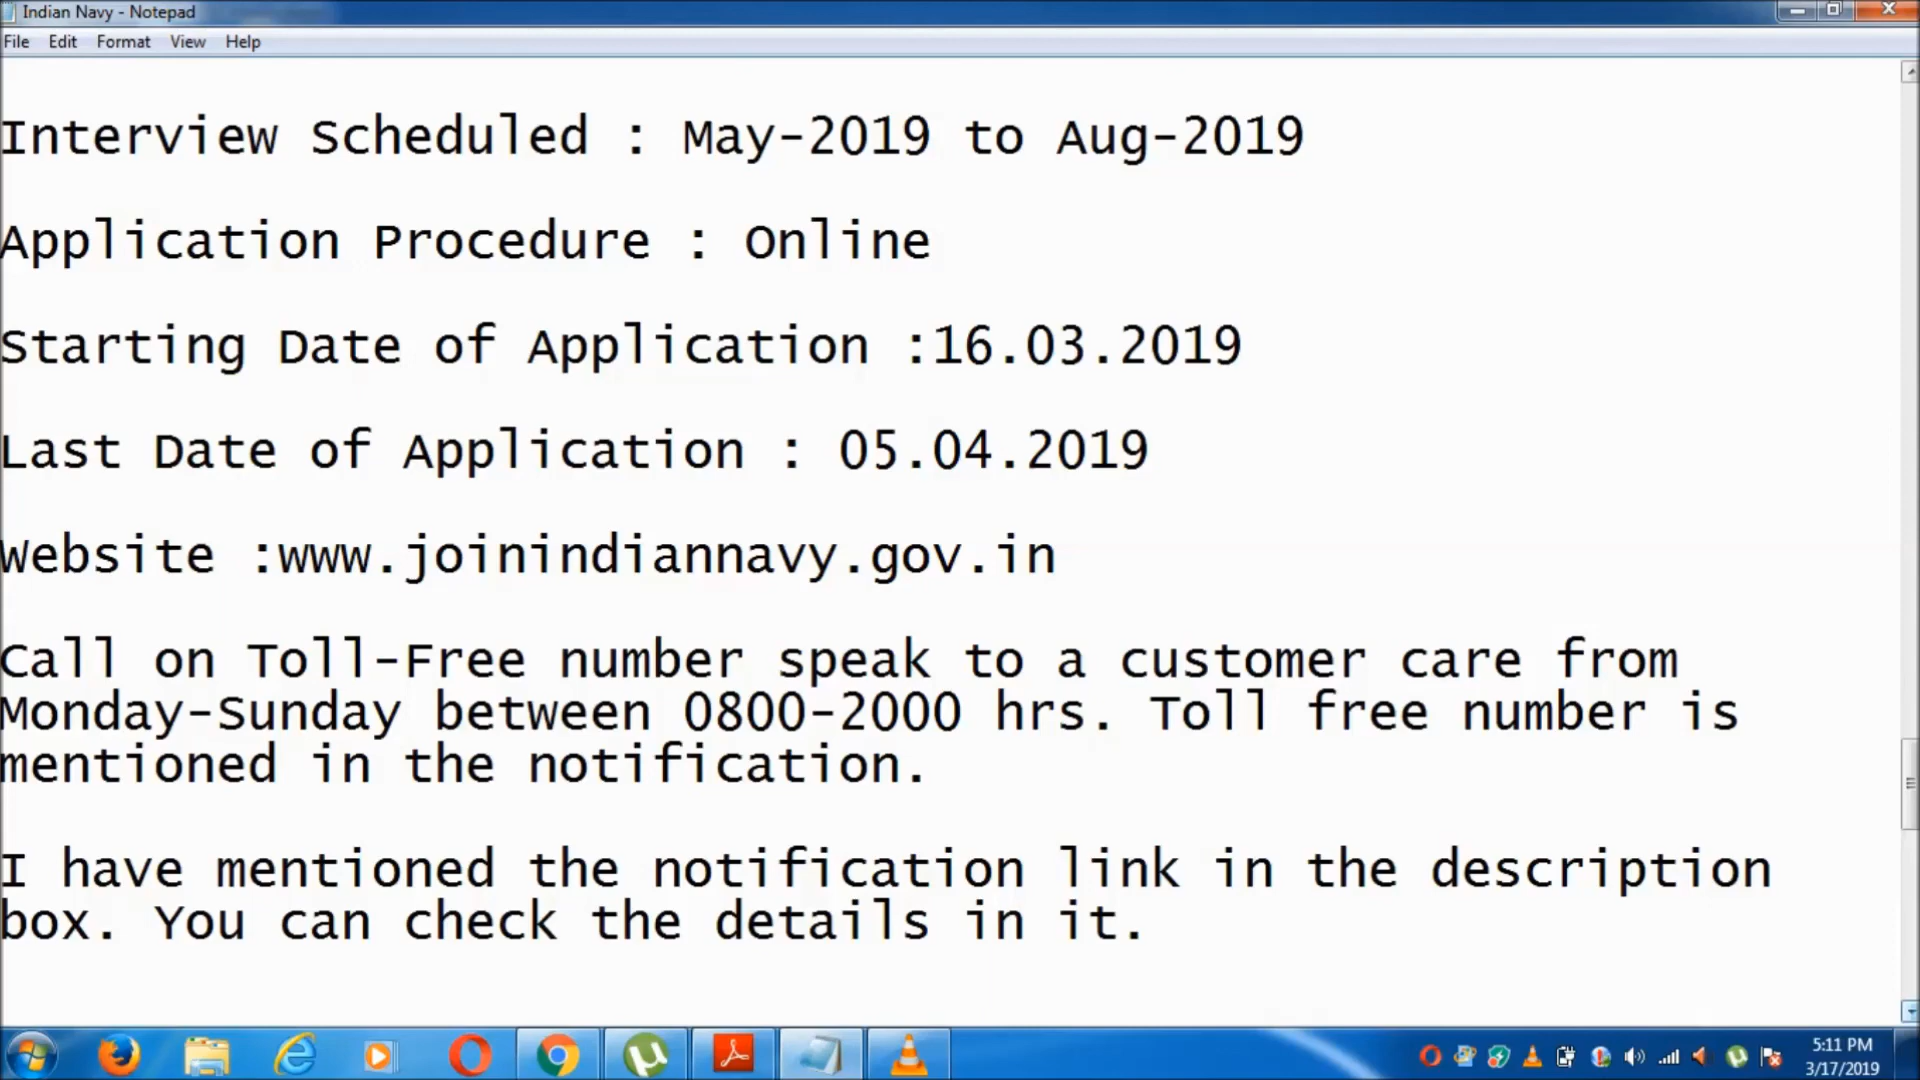 Indian Navy - Notepad
File Edit Format View Help
Interview Scheduled : May-2019 to Aug-2019
Application Procedure : Online
Starting Date of Application :16.03.2019
Last Date of Application : 05.04.2019
Website :www.joinindiannavy.gov.in
Call on Toll-Free number speak to a customer care from
Monday-Sunday between 0800-2000 hrs. Toll free number is
mentioned in the notification.
I have mentioned the notification link in the description
box. You can check the details in it.
5:11 PM
3/17/2019